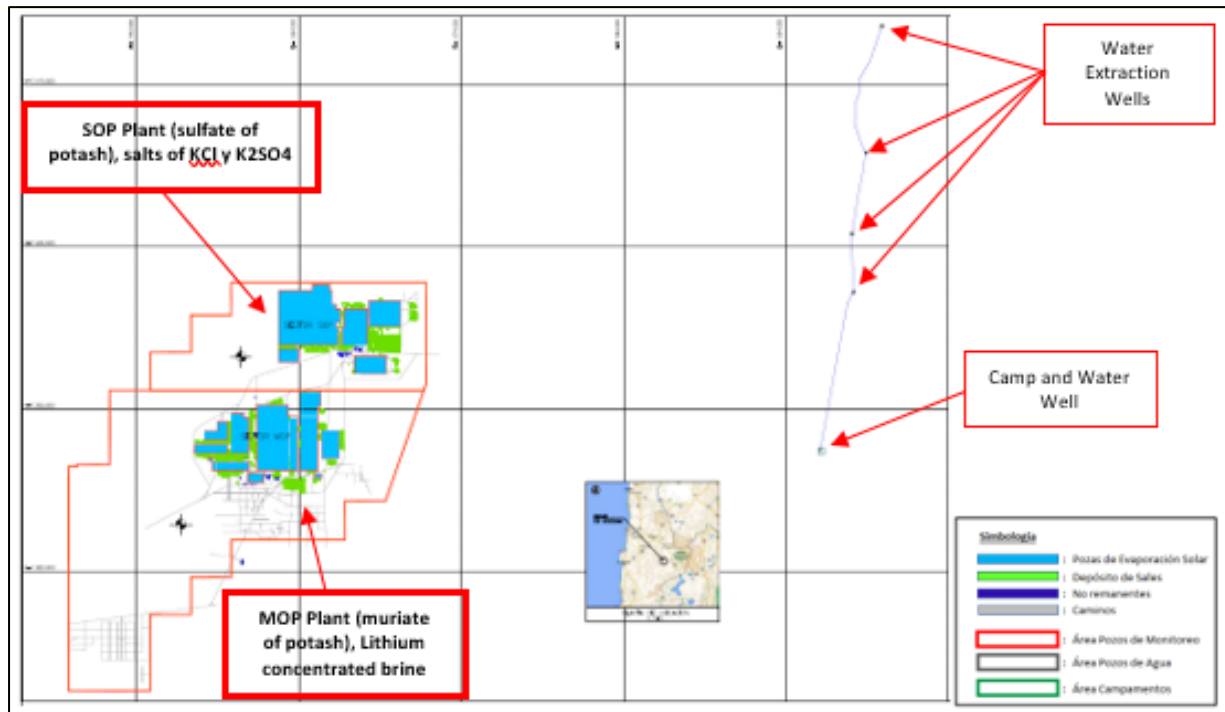 Water
Extraction
Wells
SOP Plant (sulfate of
potash), salts of KCl y K2SO4
Camp and Water
Well
MOP Plant (muriate
of potash), Lithium
concentrated brine
Simbología
: Pozas de Evaporación Solar
: Depósito de Sales
: No remanentes
: Caminos
: Área Pozos de Monitoreo
: Área Pozos de Agua
: Área Campamentos